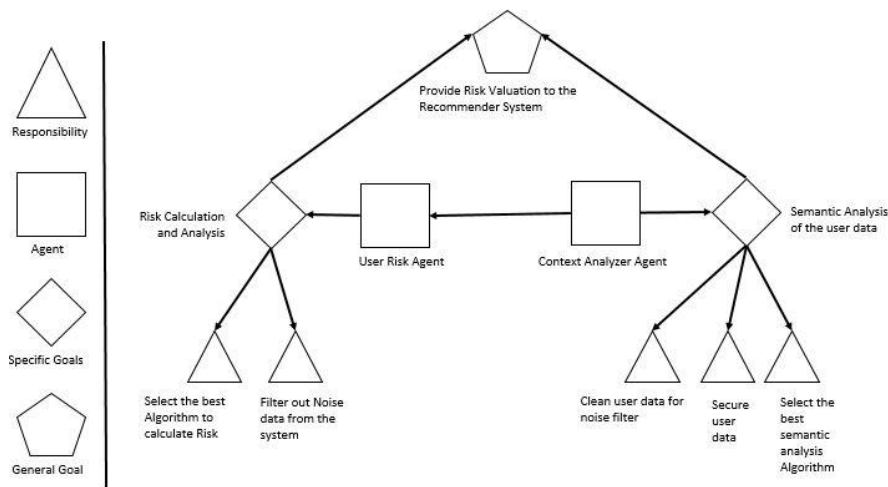 Responsibility
Agent
Specific Goals
General Goal
Provide Risk Valuation to the
Recommender System
Risk Calculation
and Analysis
User Risk Agent
Context Analyzer Agent
Semantic Analysis
of the user data
Select the best
Algorithm to
calculate Risk
Filter out Noise
data from the
system
Clean user data for
noise filter
Secure
user
data
Select the
best
semantic
analysis
Algorithm